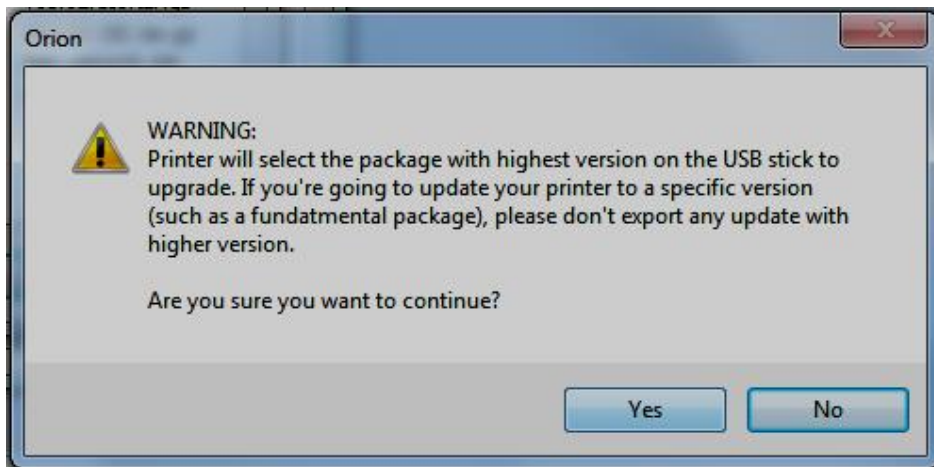 Orion
WARNING:
Printer will select the package with highest version on the USB stick to
upgrade. If you're going to update your printer to a specific version
(such as a fundatmental package), please don't export any update with
higher version.
Are you sure you want to continue?
Yes
No